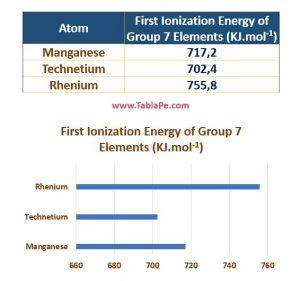 Atom
First Ionization Energy of
Group 7 Elements (KJ.mol-1)
Manganese 717,2
Technetium 702,4
Rhenium 755,8
www.TablaPe.com
First Ionization Energy of Group 7
Elements (KJ.mol-1)
Rhenium
Technetium
Manganese
660 680 700 720 740 760